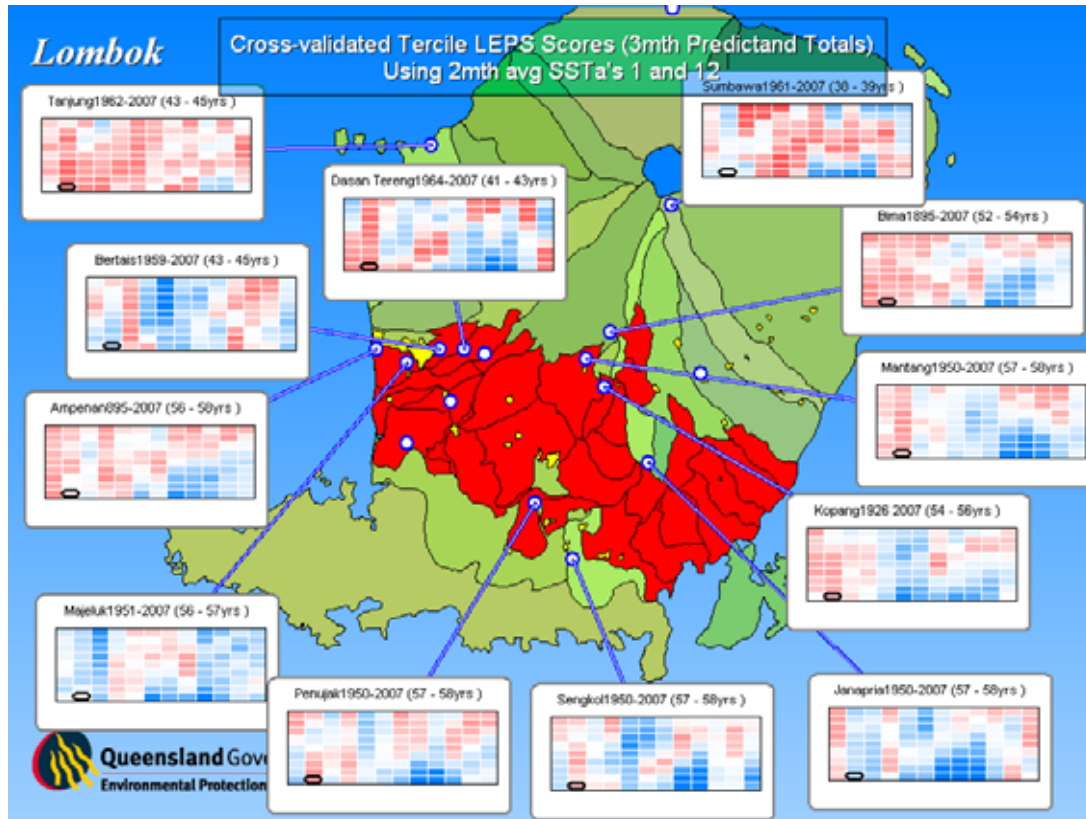 Lombok
Cross-validated Tercile LEPS Scores (3mth Predictand Totals)
Using 2mth avg SSTa's 1 and 12
Tanjung1962-2007 (43 - 45yrs )
Sumbawa1961-2007 (38 - 39yrs )
Dasan Tereng1964-2007 (41 - 43yrs )
Bima1895-2007 (52 - 54yrs )
Bertais1959-2007 (43 - 45yrs )
Mantang1950-2007 (57 - 58yrs )
Ampenan895-2007 (56 - 58yrs )
Kopang1926 2007 (54 - 56yrs )
Majeluk1951-2007 (56 - 57yrs )
Penujak1950-2007 (57 - 58yrs )
Sengkol1950-2007 (57 - 58yrs )
Janapria1950-2007 (57 - 58yrs )
Queensland Gove
Environmental Protection